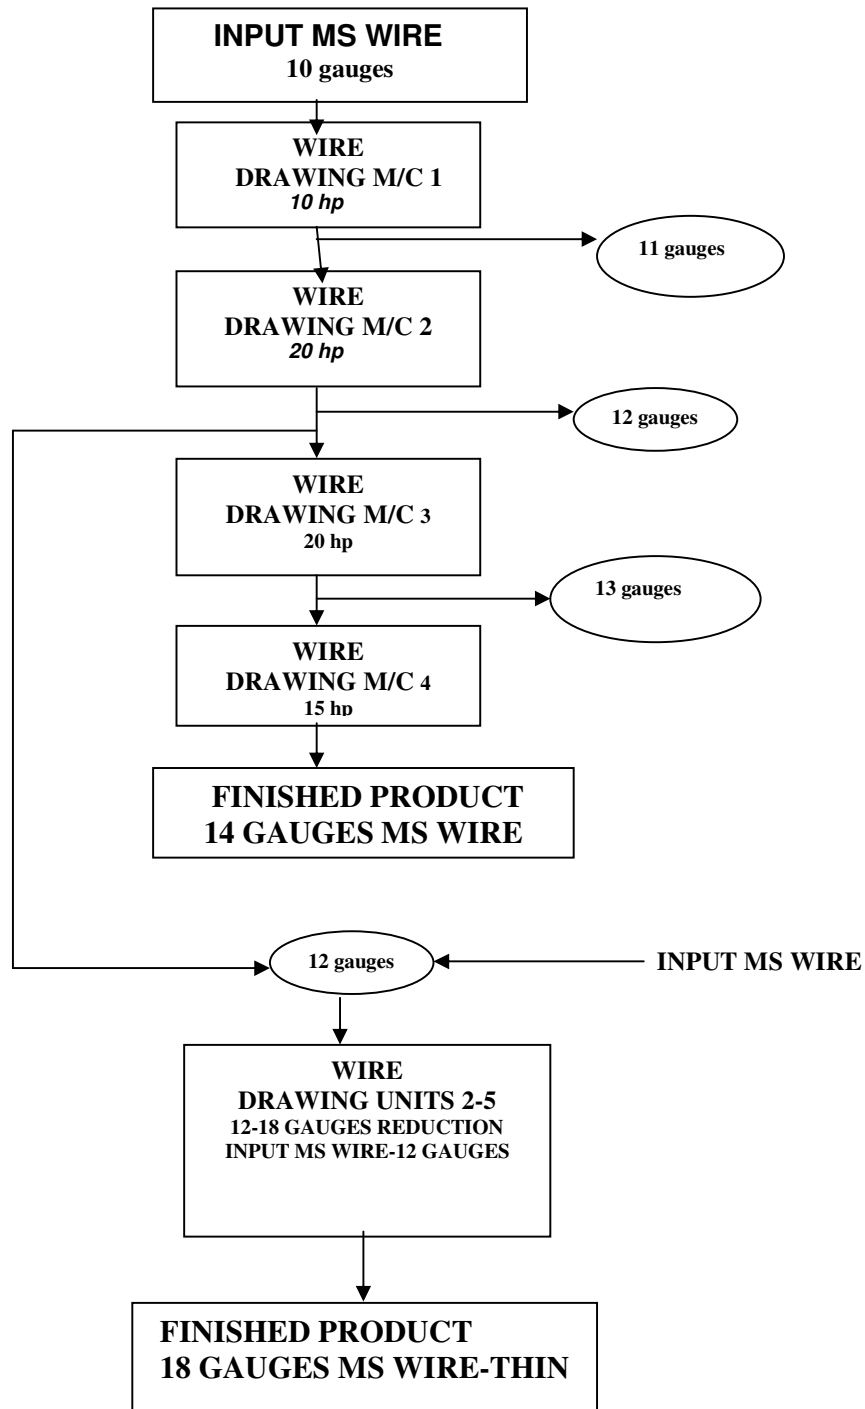 INPUT MS WIRE
10 gauges
WIRE
DRAWING M/C 1
10 hp
11 gauges
WIRE
DRAWING M/C 2
20 hp
12 gauges
WIRE
DRAWING M/C 3
20 hp
13 gauges
WIRE
DRAWING M/C 4
15 hp
FINISHED PRODUCT
14 GAUGES MS WIRE
12 gauges
INPUT MS WIRE
WIRE
DRAWING UNITS 2-5
12-18 GAUGES REDUCTION
INPUT MS WIRE-12 GAUGES
FINISHED PRODUCT
18 GAUGES MS WIRE-THIN